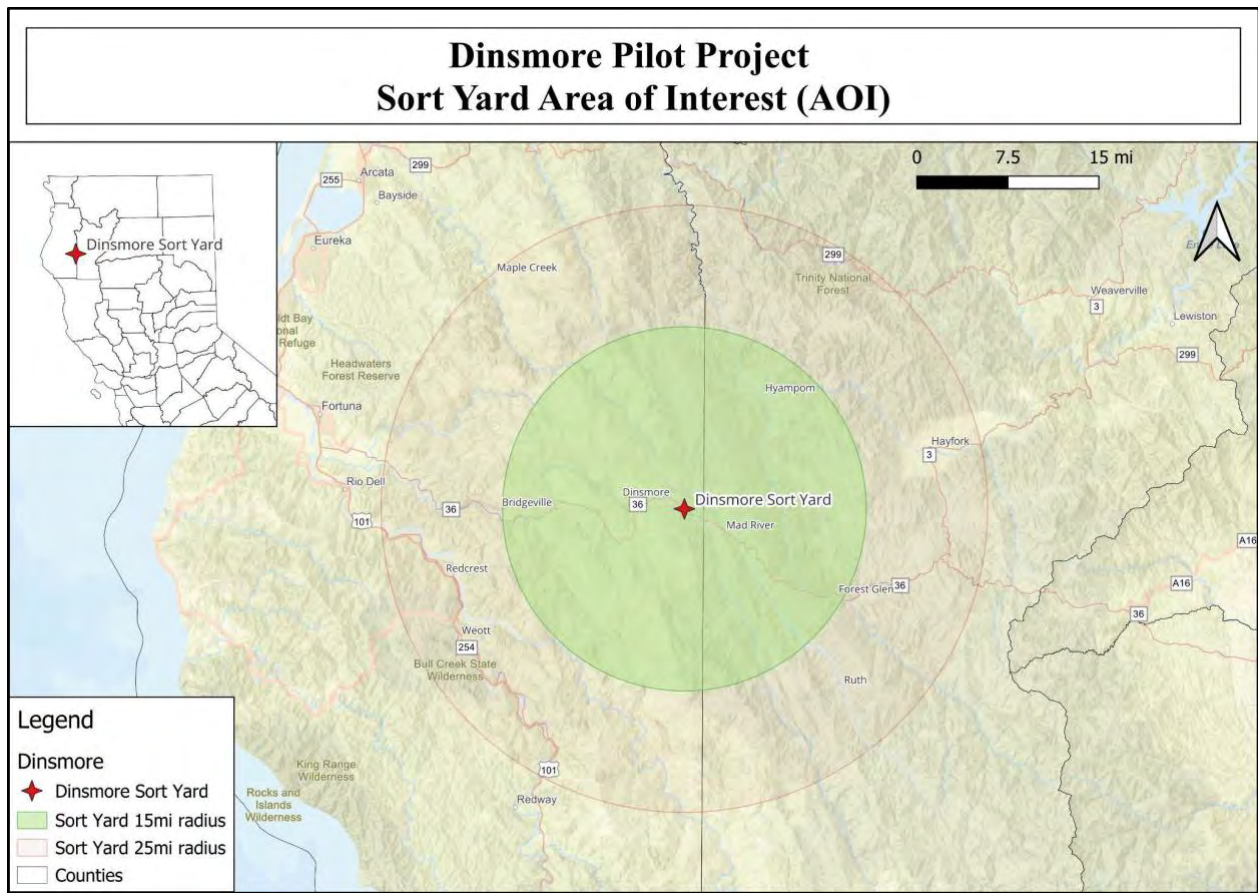 Dinsmore Pilot Project
Sort Yard Area of Interest (AOI)
0 7.5 15 mi
Dinsmore Sort Yard
299
255
Arcata
Bayside
Eureka
Maple Creek
299
Trinity National
Forest
Weaverville
3
Lewiston
299
ldt Bay
onal
Refuge
Headwaters
Forest Reserve
Fortuna
Hyampom
Hayfork
3
Rio Dell
36
101
Bridgeville
Dinsmore
36
Dinsmore Sort Yard
Mad River
A16
A16
Redcrest
Forest Glen
36
36
Weott
254
Bull Creek State
Wilderness
Ruth
King Range
Wilderness
Rocks and
Islands
Wilderness
101
Redway
Legend
Dinsmore
Dinsmore Sort Yard
Sort Yard 15mi radius
Sort Yard 25mi radius
Counties